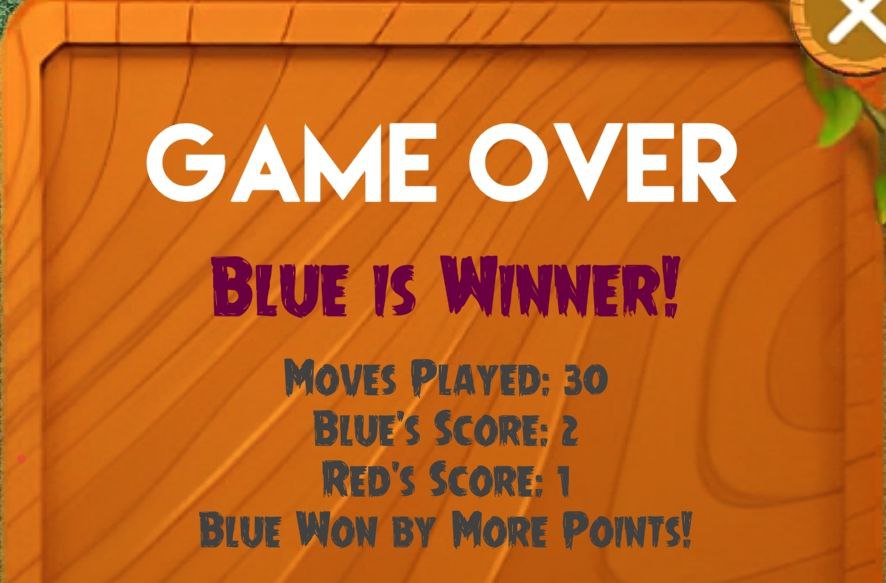 GAME OVER
BLUE IS WINNER!
MOVES PLAYED: 30
BLUE'S SCORE: 2
RED'S SCORE: 1
BLUE WON BY MORE POINTS!